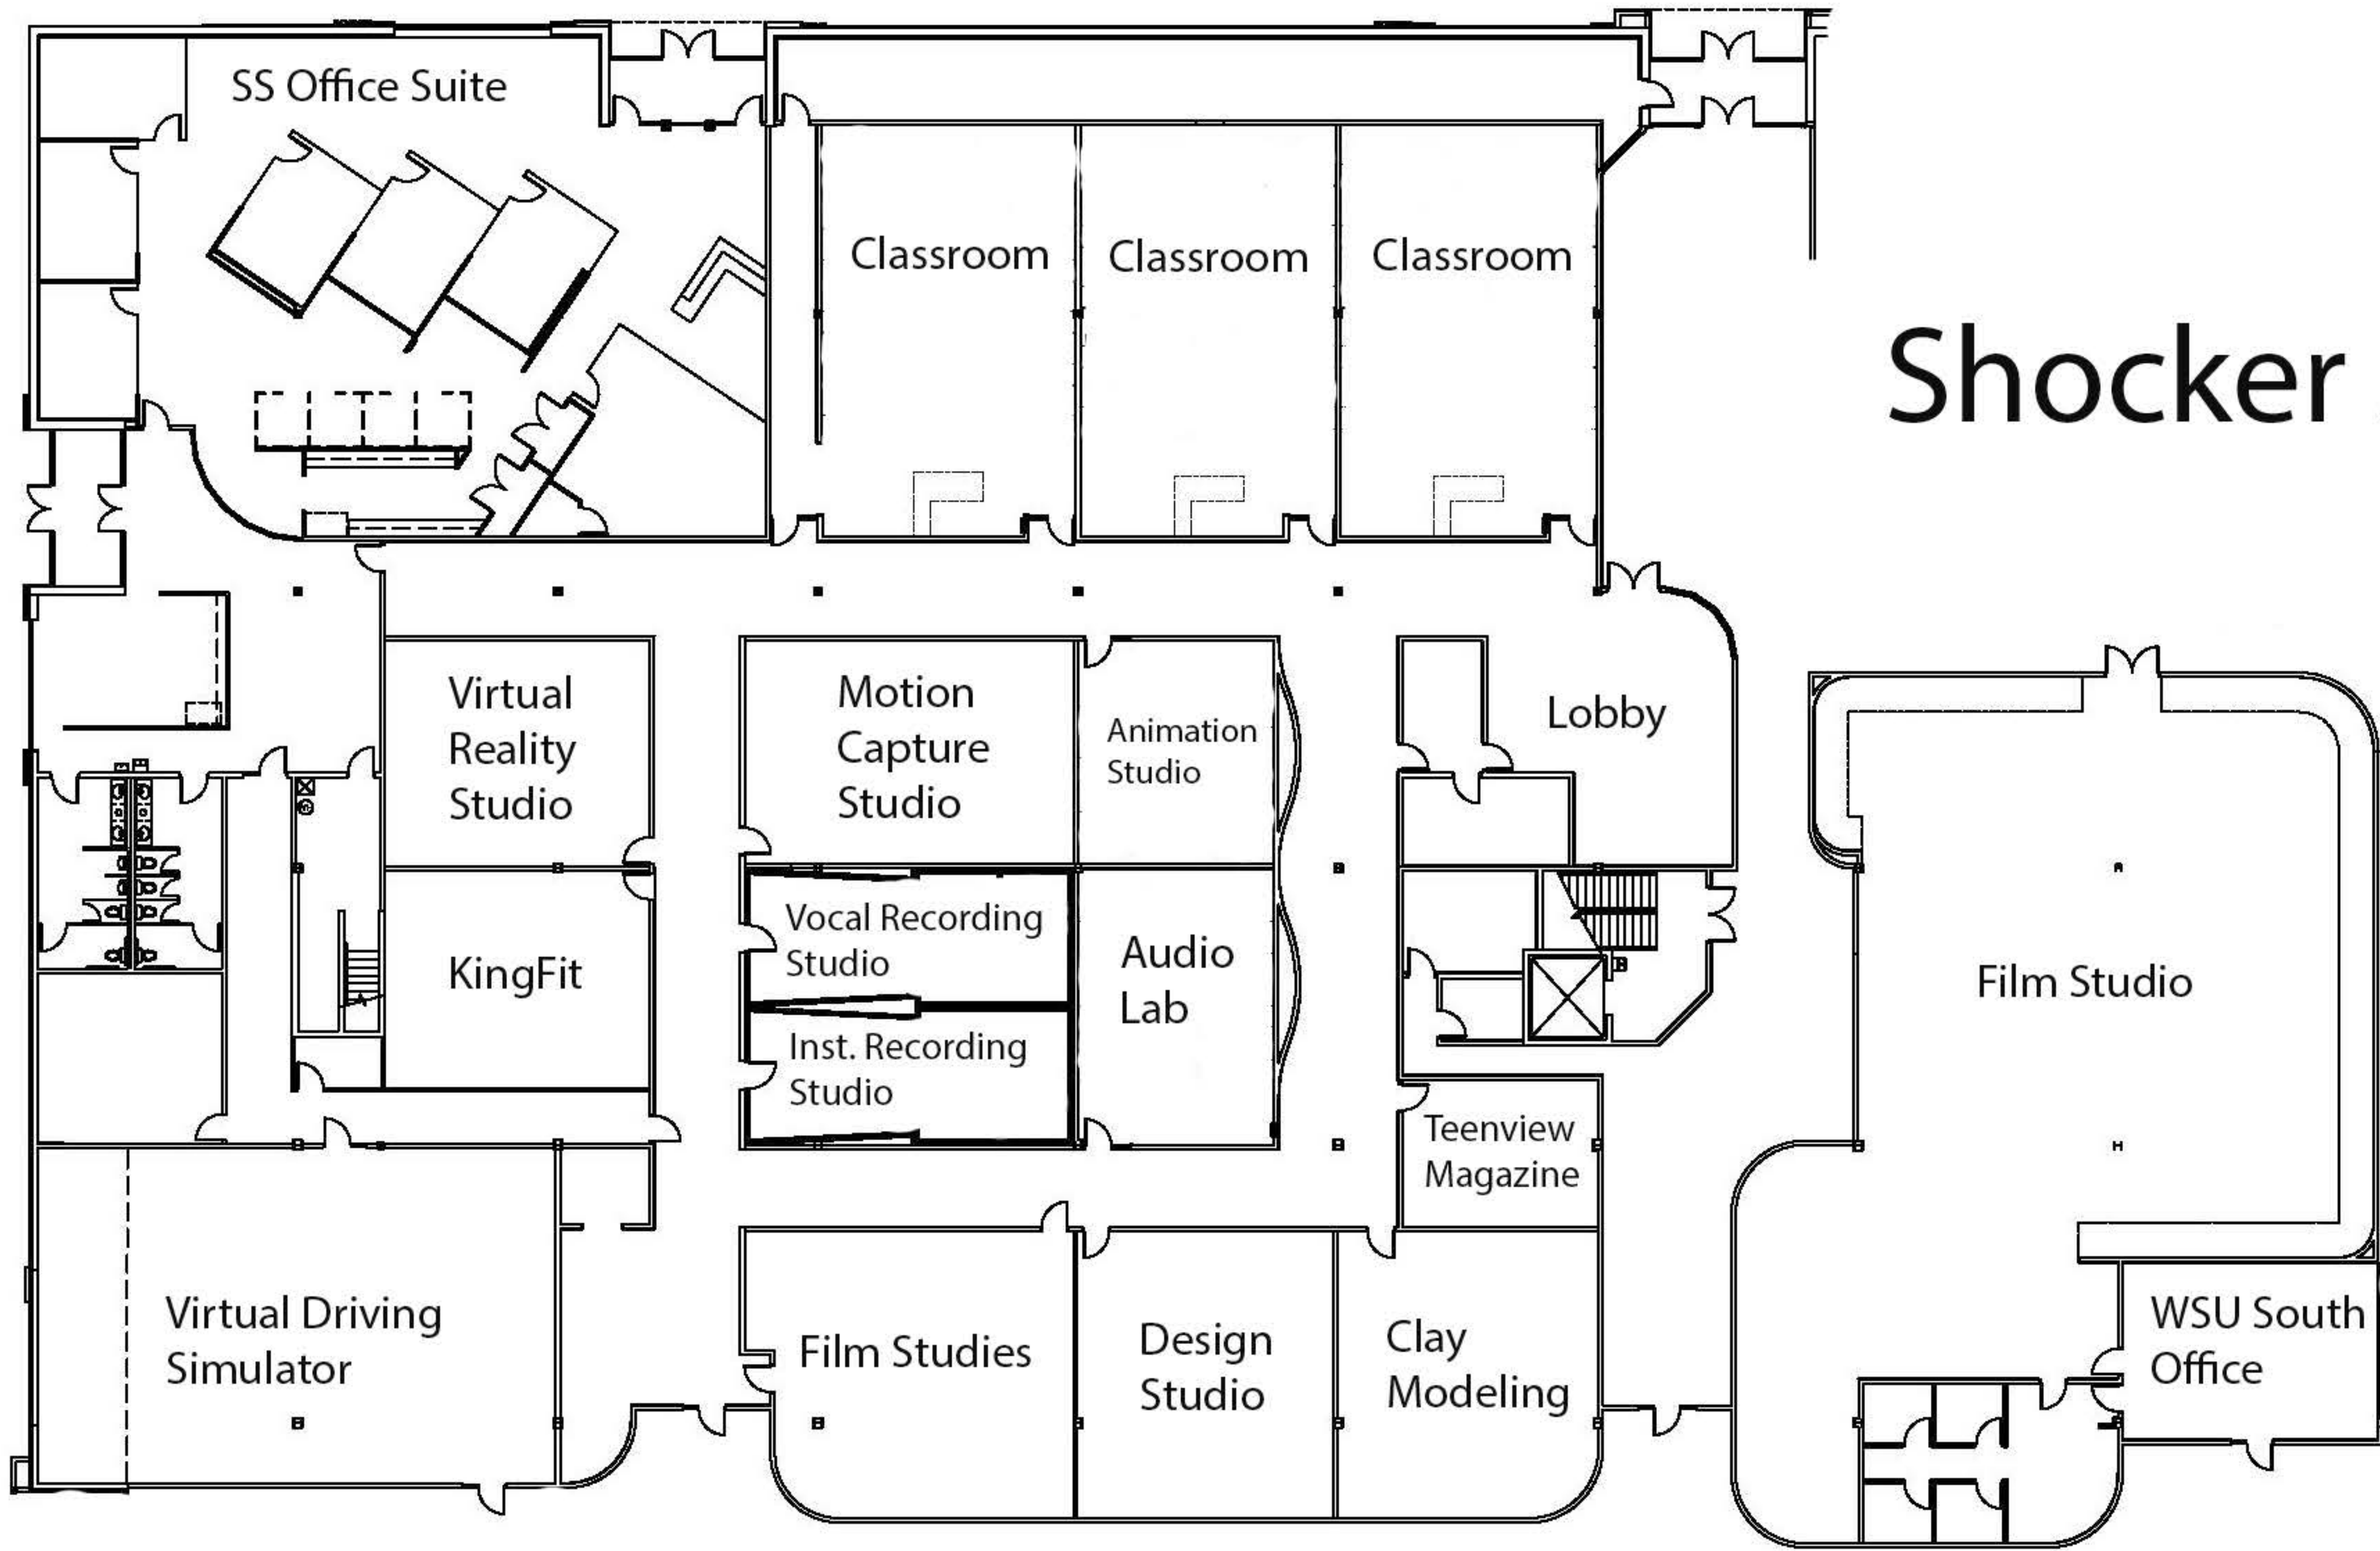 SS Office Suite
Classroom
Classroom
Classroom
Shocker
Virtual
Reality
Studio
Motion
Capture
Studio
Animation
Studio
Lobby
KingFit
Vocal Recording
Studio
Inst. Recording
Studio
Audio
Lab
Film Studio
Teenview
Magazine
Virtual Driving
Simulator
Film Studies
Design
Studio
Clay
Modeling
WSU South
Office